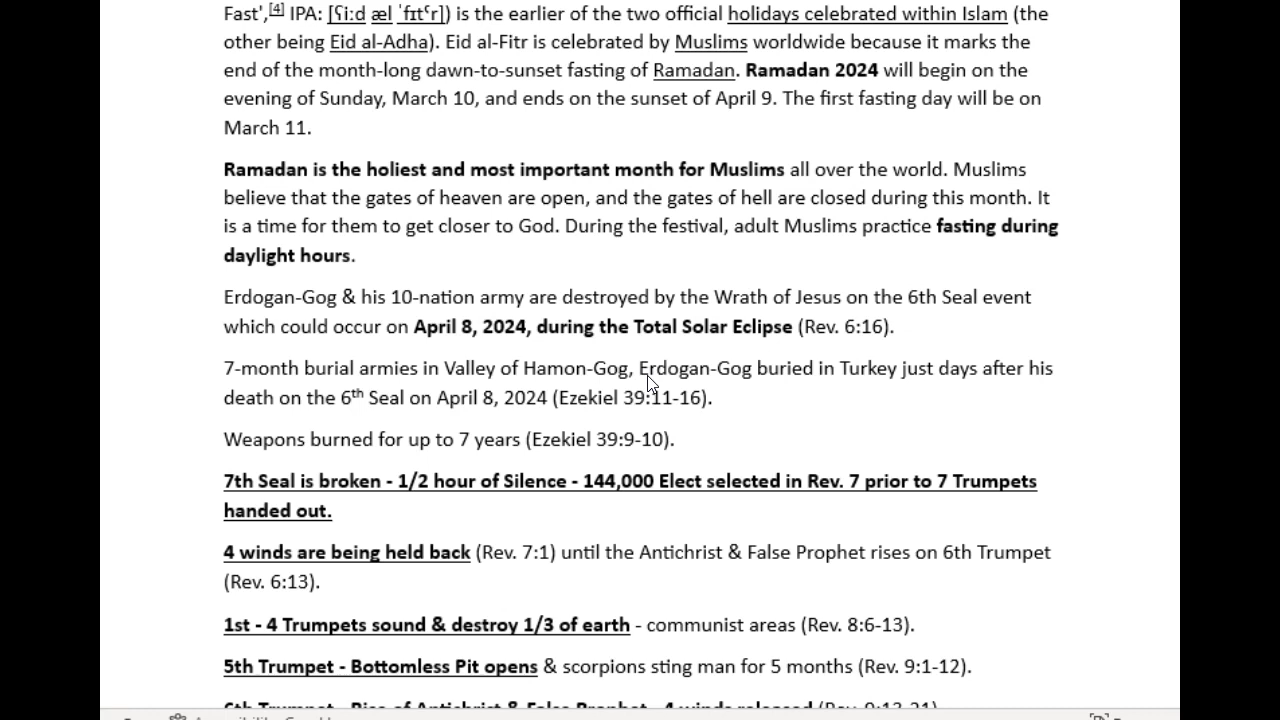 Fast',[4] IPA: [ʕiːd æl ˈfɪtˤr]) is the earlier of the two official holidays celebrated within Islam (the
other being Eid al-Adha). Eid al-Fitr is celebrated by Muslims worldwide because it marks the
end of the month-long dawn-to-sunset fasting of Ramadan. Ramadan 2024 will begin on the
evening of Sunday, March 10, and ends on the sunset of April 9. The first fasting day will be on
March 11.
Ramadan is the holiest and most important month for Muslims all over the world. Muslims
believe that the gates of heaven are open, and the gates of hell are closed during this month. It
is a time for them to get closer to God. During the festival, adult Muslims practice fasting during
daylight hours.
Erdogan-Gog & his 10-nation army are destroyed by the Wrath of Jesus on the 6th Seal event
which could occur on April 8, 2024, during the Total Solar Eclipse (Rev. 6:16).
7-month burial armies in Valley of Hamon-Gog, Erdogan-Gog buried in Turkey just days after his
death on the 6th Seal on April 8, 2024 (Ezekiel 39:11-16).
Weapons burned for up to 7 years (Ezekiel 39:9-10).
7th Seal is broken - 1/2 hour of Silence - 144,000 Elect selected in Rev. 7 prior to 7 Trumpets
handed out.
4 winds are being held back (Rev. 7:1) until the Antichrist & False Prophet rises on 6th Trumpet
(Rev. 6:13).
1st - 4 Trumpets sound & destroy 1/3 of earth - communist areas (Rev. 8:6-13).
5th Trumpet - Bottomless Pit opens & scorpions sting man for 5 months (Rev. 9:1-12).
6th Trumpet - Rise of Antichrist & False Prophet - 4 winds released (Rev. 9:13-21)